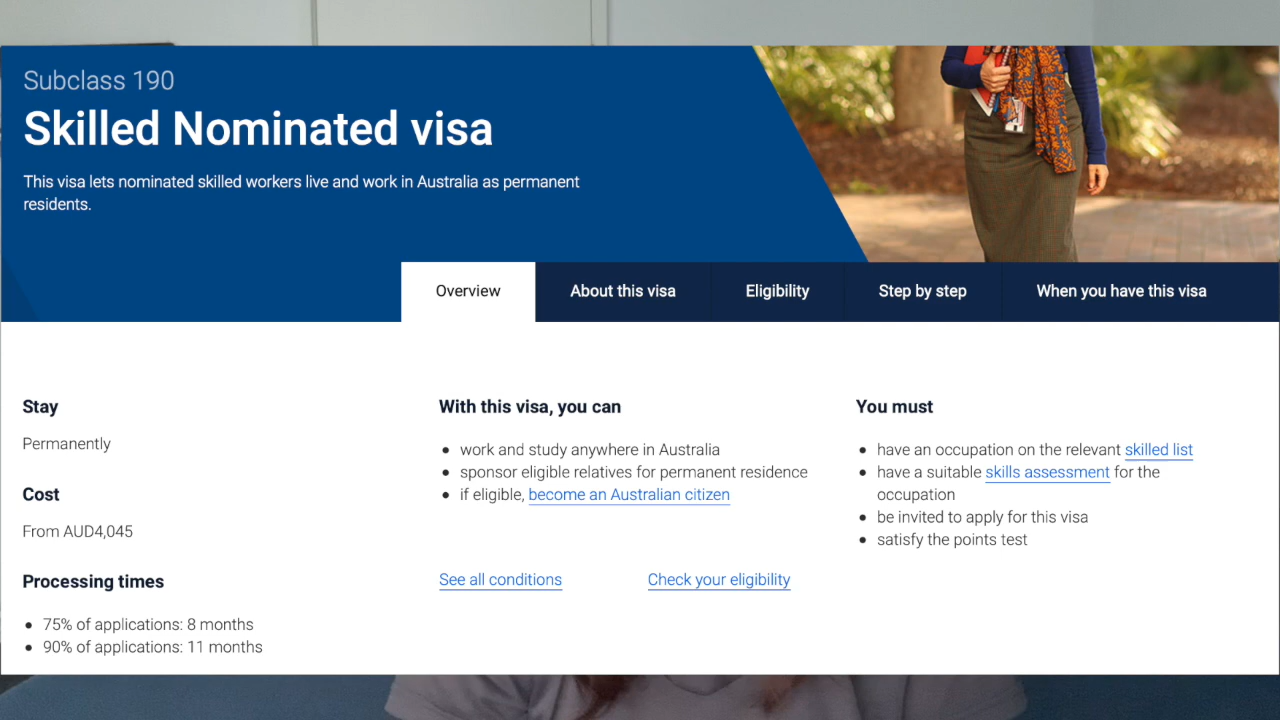 Subclass 190
Skilled Nominated visa
This visa lets nominated skilled workers live and work in Australia as permanent
residents.
Overview
About this visa
Eligibility
Step by step
When you have this visa
Stay
Permanently
Cost
From AUD4,045
Processing times
75% of applications: 8 months
90% of applications: 11 months
With this visa, you can
work and study anywhere in Australia
sponsor eligible relatives for permanent residence
if eligible, become an Australian citizen
See all conditions
Check your eligibility
You must
have an occupation on the relevant skilled list
have a suitable skills assessment for the
occupation
be invited to apply for this visa
satisfy the points test